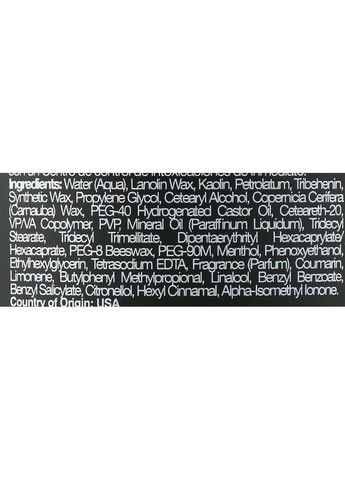 con un Centro de control de intoxicaciones de inmediato.
Ingredients: Water (Aqua), Lanolin Wax, Kaolin, Petrolatum, Tribehenin,
Synthetic Wax, Propylene Glycol, Cetearyl Alcohol, Copernicia Cerifera
(Carnauba) Wax, PEG-40 Hydrogenated Castor Oil, Ceteareth-20,
VP/VA Copolymer, PVP, Mineral Oil (Paraffinum Liquidum), Tridecyl
Stearate, Tridecyl Trimellitate, Dipentaerythrityl Hexacaprylate/
Hexacaprate, PEG-8 Beeswax, PEG-90M, Menthol, Phenoxyethanol,
Ethylhexylglycerin, Tetrasodium EDTA, Fragrance (Parfum), Coumarin,
Limonene, Butylphenyl Methylpropional, Linalool, Benzyl Benzoate,
Benzyl Salicylate, Citronellol, Hexyl Cinnamal, Alpha-Isomethyl Ionone.
Country of Origin: USA